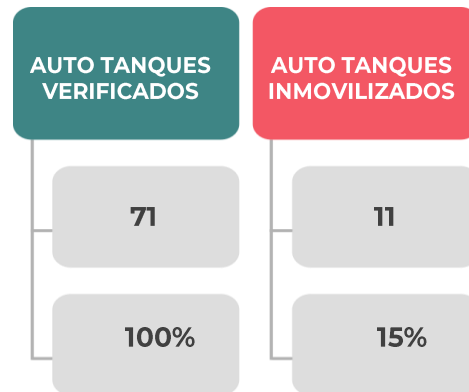 AUTO TANQUES
VERIFICADOS
71
100%
AUTO TANQUES
INMOVILIZADOS
11
15%